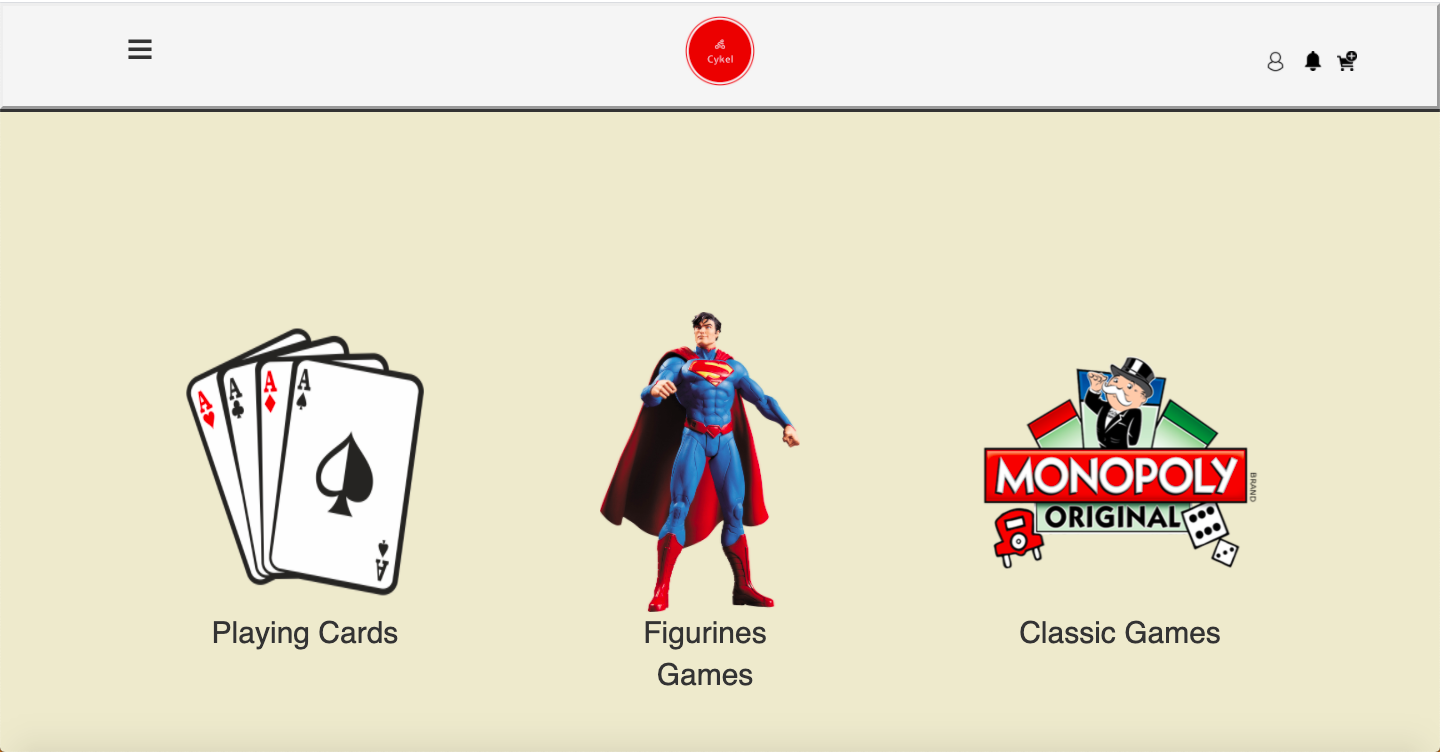 Cykel
A
A
A
A
A
MONOPOLY
BRAND
ORIGINAL
Playing Cards
Figurines
Games
Classic Games